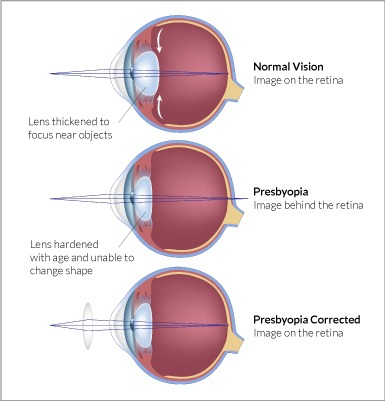 Normal Vision
Image on the retina
Lens thickened to
focus near objects
Presbyopia
Image behind the retina
Lens hardened
with age and unable to
change shape
Presbyopia Corrected
Image on the retina